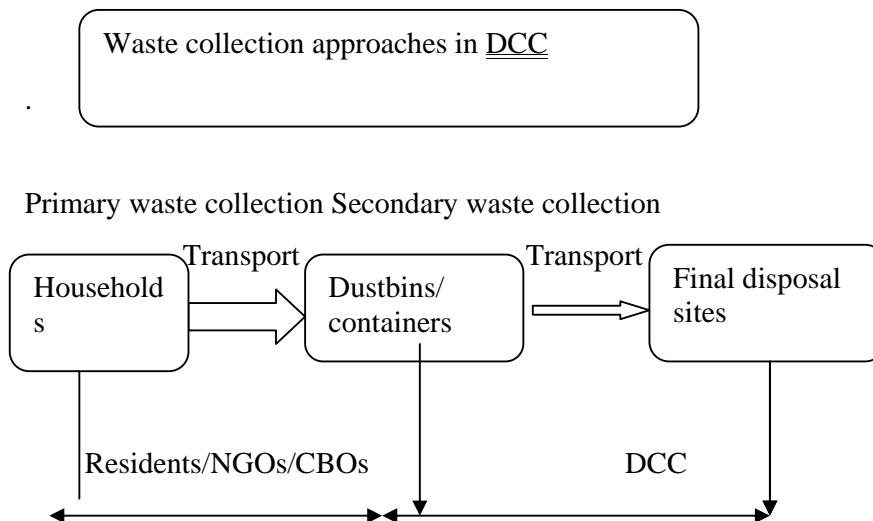 Waste collection approaches in DCC
.
Primary waste collection Secondary waste collection
Transport
Transport
Household
s
Dustbins/
containers
Final disposal
sites
Residents/NGOs/CBOs
DCC